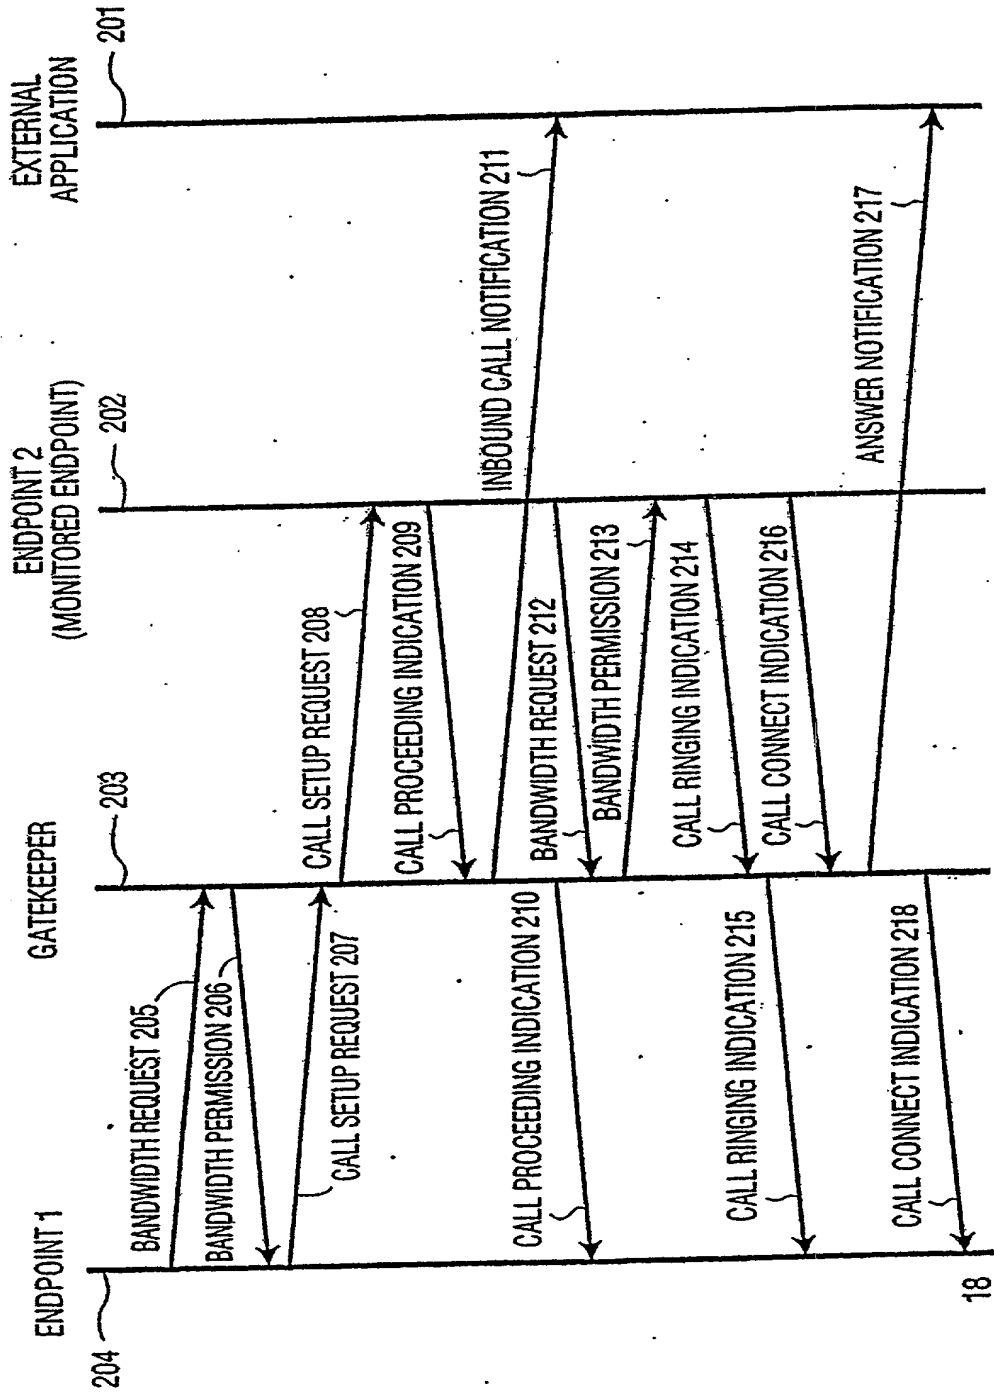 ENDPOINT 1
GATEKEEPER
ENDPOINT 2
(MONITORED ENDPOINT)
EXTERNAL
APPLICATION
204
203
202
201
BANDWIDTH REQUEST 205
BANDWIDTH PERMISSION 206
CALL SETUP REQUEST 207
CALL SETUP REQUEST 208
CALL PROCEEDING INDICATION 209
CALL PROCEEDING INDICATION 210
INBOUND CALL NOTIFICATION 211
BANDWIDTH REQUEST 212
BANDWIDTH PERMISSION 213
CALL RINGING INDICATION 214
CALL RINGING INDICATION 215
CALL CONNECT INDICATION 216
ANSWER NOTIFICATION 217
CALL CONNECT INDICATION 218
18